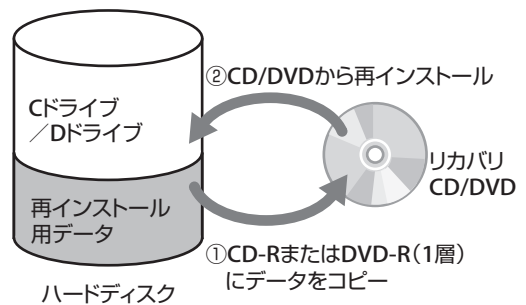 ②CD/DVDから再インストール
Cドライブ
／Dドライブ
リカバリ
CD/DVD
再インストール
用データ
①CD-RまたはDVD-R（1層）
にデータをコピー
ハードディスク